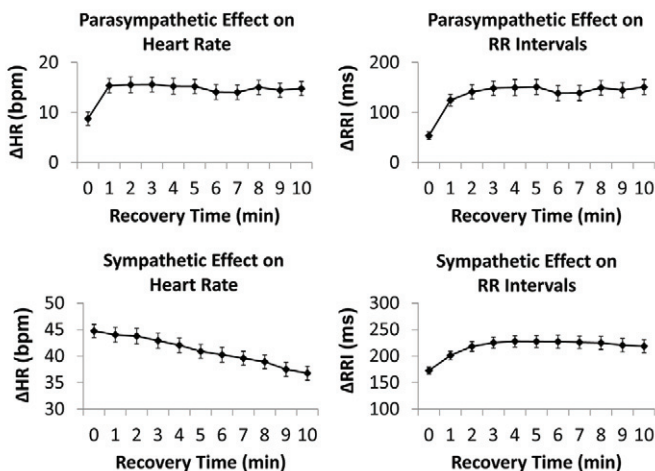 Parasympathetic Effect on
Heart Rate
20
10
0
ΔHR (bpm)
0 1 2 3 4 5 6 7 8 9 10
Recovery Time (min)
Parasympathetic Effect on
RR Intervals
200
100
0
ΔRRI (ms)
0 1 2 3 4 5 6 7 8 9 10
Recovery Time (min)
Sympathetic Effect on
Heart Rate
50
45
40
35
30
ΔHR (bpm)
0 1 2 3 4 5 6 7 8 9 10
Recovery Time (min)
Sympathetic Effect on
RR Intervals
300
250
200
150
100
ΔRRI (ms)
0 1 2 3 4 5 6 7 8 9 10
Recovery Time (min)